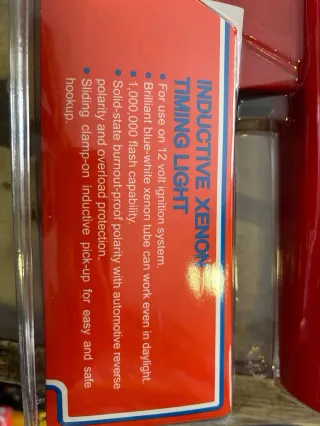 INDUCTIVE XENON
TIMING LIGHT
• For use on 12 volt ignition system.
• Brilliant blue-white xenon tube can work even in daylight.
• 1,000,000 flash capability.
• Solid-state burnout-proof polarity with automotive reverse
polarity and overload protection.
• Sliding clamp-on inductive pick-up for easy and safe
hookup.